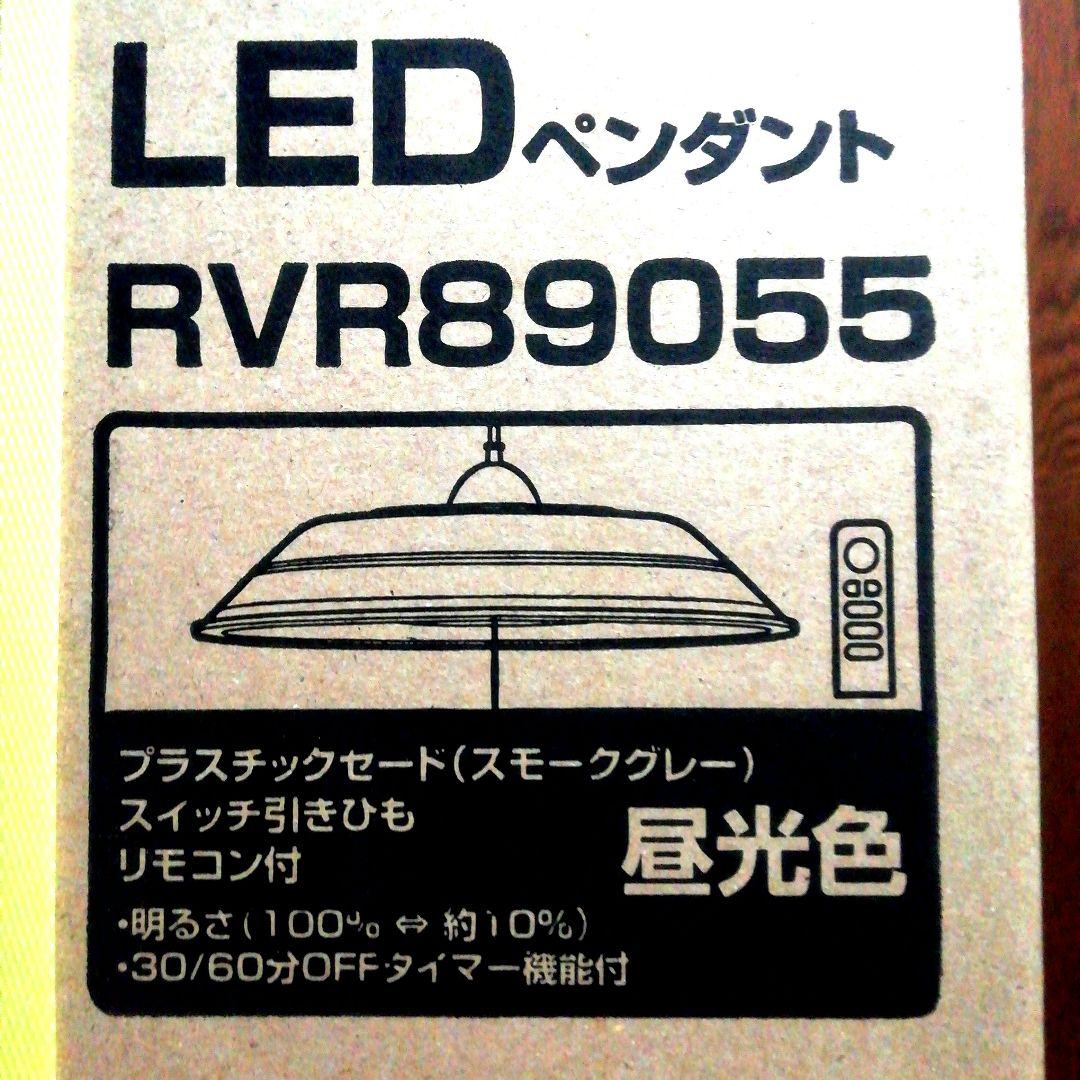 LEDペンダント
RVR89055
プラスチックセード(スモークグレー)
スイッチ引きひも
リモコン付
昼光色
・明るさ(100% ⇔ 約10%)
・30/60分OFFタイマー機能付